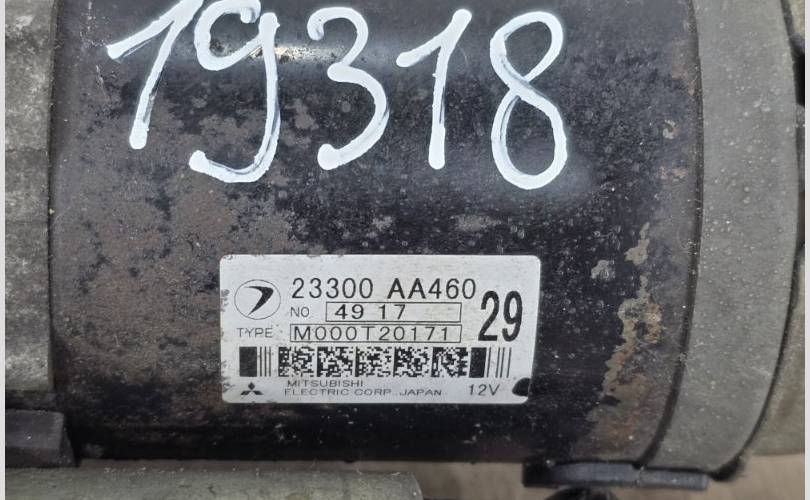 19318
23300 AA460
29
NO 49 17
TYPE M000T20171
MITSUBISHI
ELECTRIC CORP. JAPAN 12V